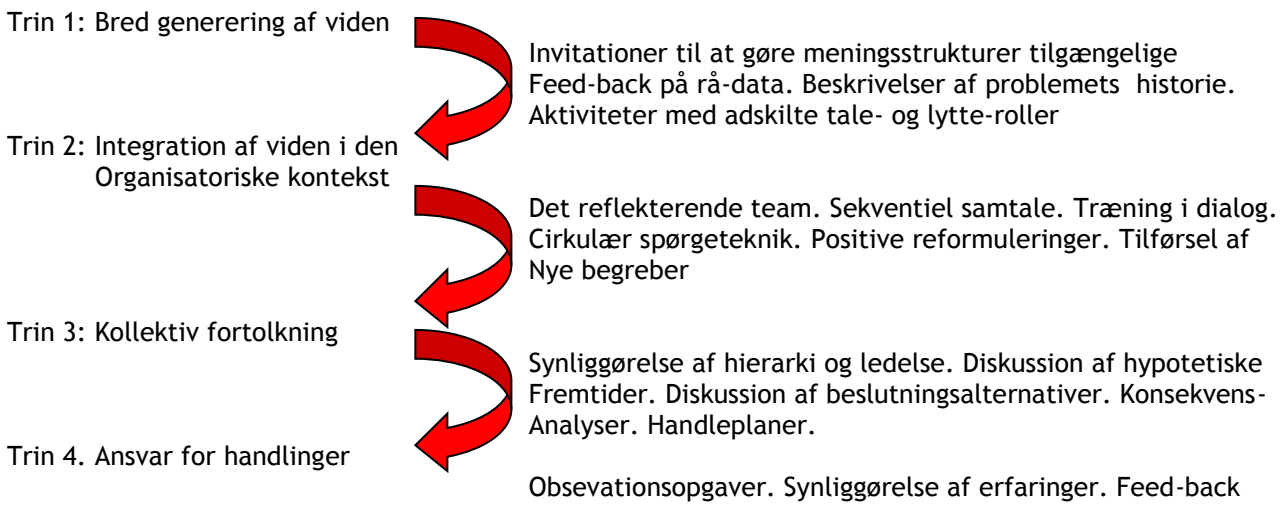 Trin 1: Bred generering af viden
Invitationer til at gøre meningsstrukturer tilgængelige
Feed-back på rå-data. Beskrivelser af problemets historie.
Aktiviteter med adskilte tale- og lytte-roller
Trin 2: Integration af viden i den
Organisatoriske kontekst
Det reflekterende team. Sekventiel samtale. Træning i dialog.
Cirkulær spørgeteknik. Positive reformuleringer. Tilførsel af
Nye begreber
Trin 3: Kollektiv fortolkning
Synliggørelse af hierarki og ledelse. Diskussion af hypotetiske
Fremtider. Diskussion af beslutningsalternativer. Konsekvens-
Analyser. Handleplaner.
Trin 4. Ansvar for handlinger
Obsevationsopgaver. Synliggørelse af erfaringer. Feed-back